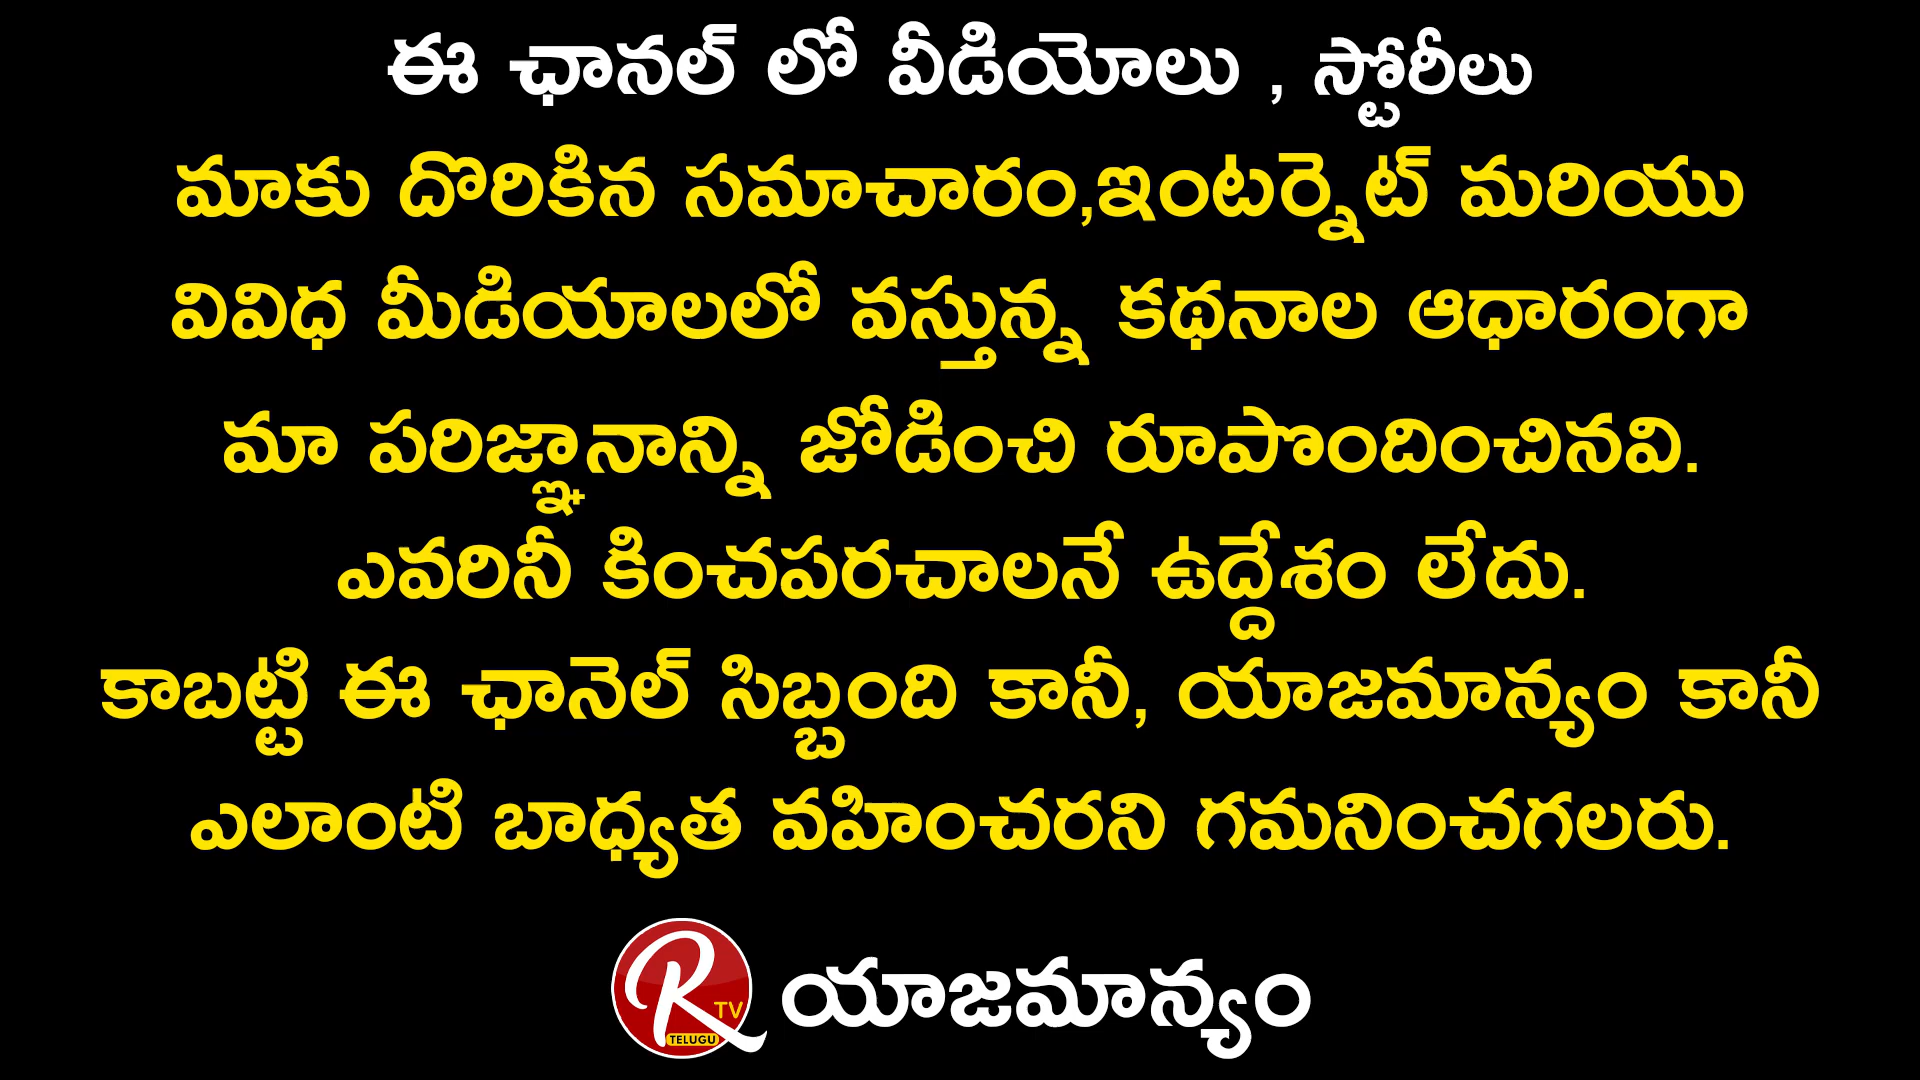 ఈ ఛానల్ లో వీడియోలు , స్టోరీలు
మాకు దొరికిన సమాచారం,ఇంటర్నెట్ మరియు
వివిధ మీడియాలలో వస్తున్న కథనాల ఆధారంగా
మా పరిజ్ఞానాన్ని జోడించి రూపొందించినవి.
ఎవరినీ కించపరచాలనే ఉద్దేశం లేదు.
కాబట్టి ఈ ఛానెల్ సిబ్బంది కానీ, యాజమాన్యం కానీ
ఎలాంటి బాధ్యత వహించరని గమనించగలరు.
R TV TELUGU యాజమాన్యం